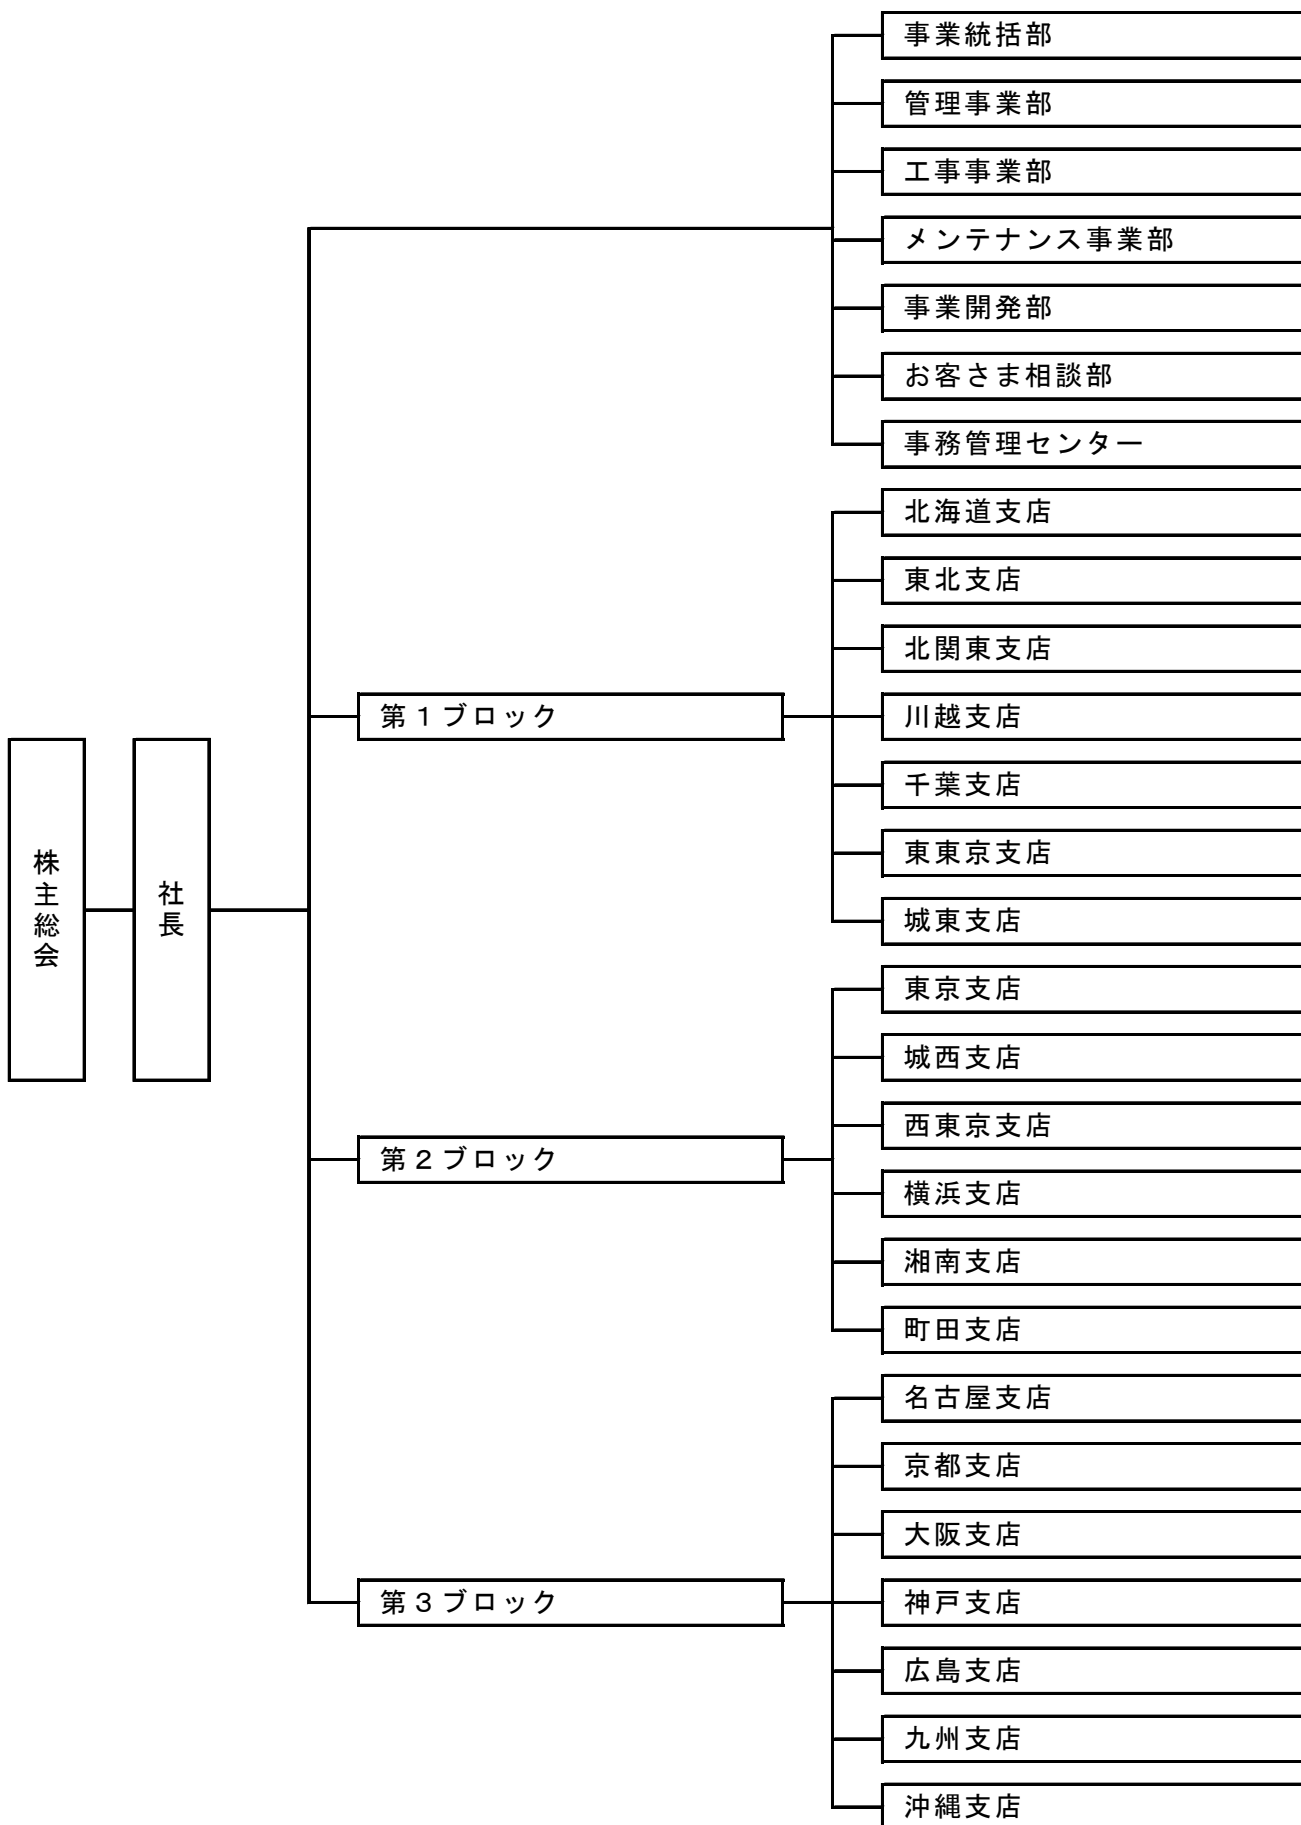 株主総会
社長
事業統括部
管理事業部
工事事業部
メンテナンス事業部
事業開発部
お客さま相談部
事務管理センター
第１ブロック
北海道支店
東北支店
北関東支店
川越支店
千葉支店
東東京支店
城東支店
第２ブロック
東京支店
城西支店
西東京支店
横浜支店
湘南支店
町田支店
第３ブロック
名古屋支店
京都支店
大阪支店
神戸支店
広島支店
九州支店
沖縄支店